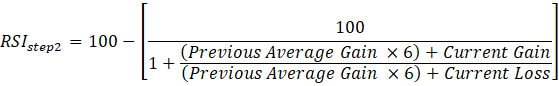 RSI_step2 = 100 − [100 / (1 + ((Previous Average Gain × 6) + Current Gain) / ((Previous Average Gain × 6) + Current Loss))]